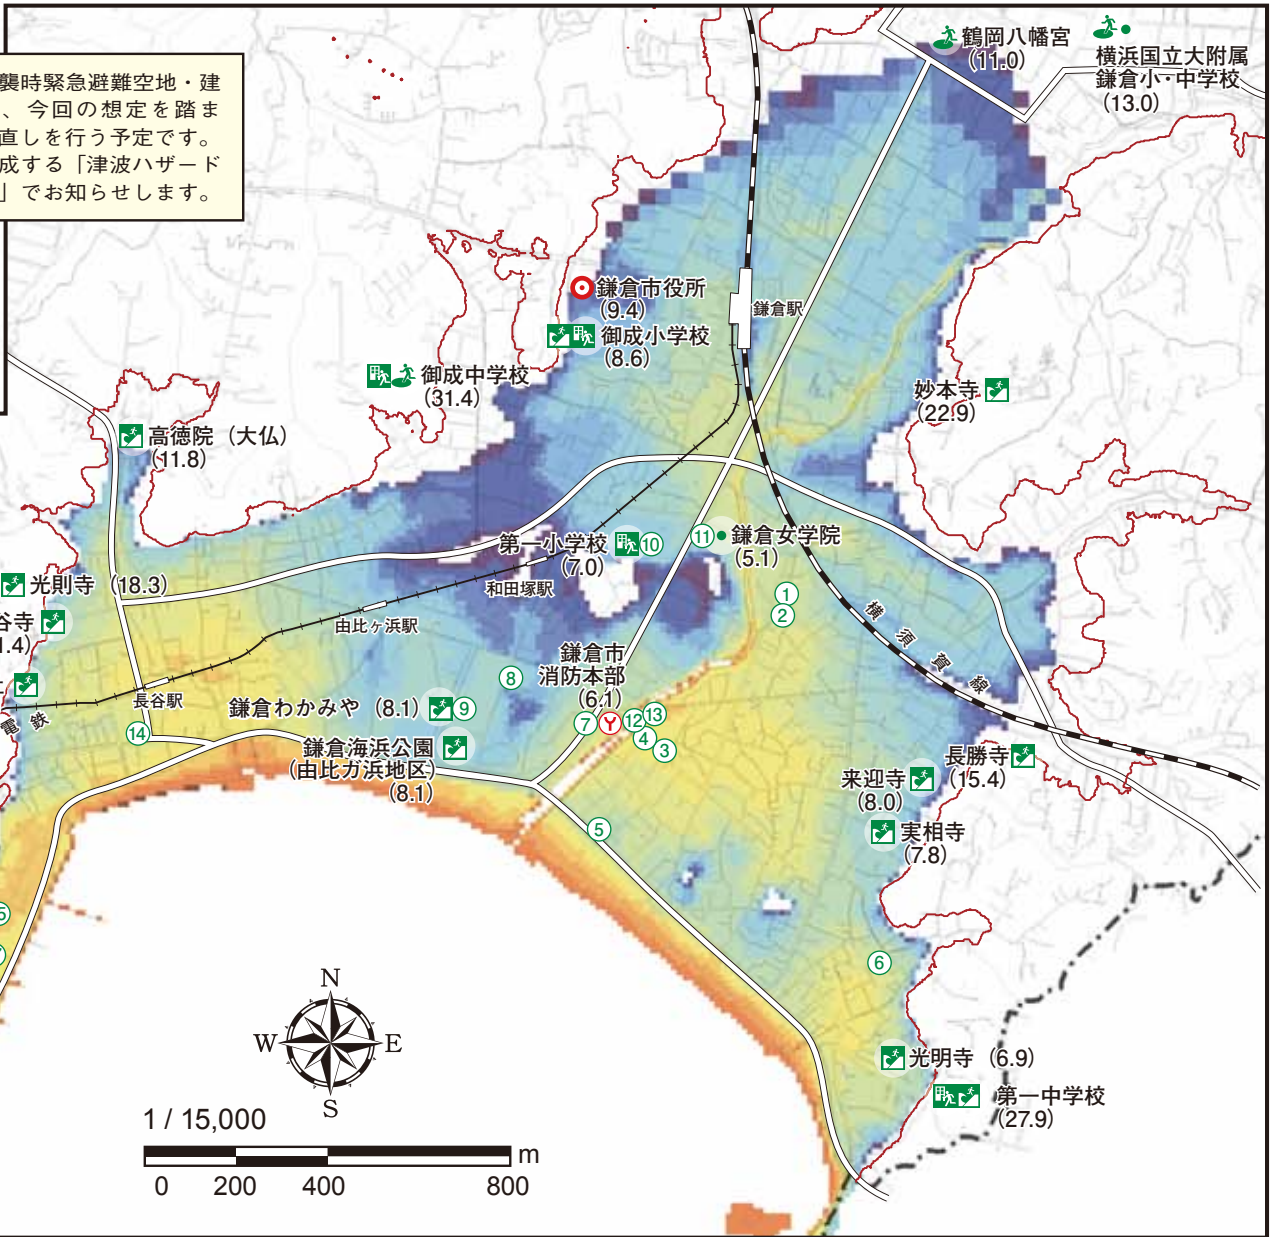 襲時緊急避難空地・建
、今回の想定を踏ま
直しを行う予定です。
成する「津波ハザード
」でお知らせします。
鶴岡八幡宮
(11.0)
横浜国立大附属
鎌倉小・中学校
(13.0)
鎌倉市役所
(9.4)
鎌倉駅
御成小学校
(8.6)
御成中学校
(31.4)
妙本寺
(22.9)
高徳院（大仏）
(11.8)
第一小学校
(7.0)
⑩
⑪
鎌倉女学院
(5.1)
光則寺 (18.3)
和田塚駅
①
②
谷寺
1.4)
由比ヶ浜駅
横須賀線
鎌倉市
消防本部
(6.1)
⑧
長谷駅
電鉄
鎌倉わかみや (8.1)
⑨
⑦
⑫
⑬
④
③
⑭
鎌倉海浜公園
(由比ガ浜地区)
(8.1)
長勝寺
(15.4)
来迎寺
(8.0)
⑤
実相寺
(7.8)
⑥
N
W
E
S
光明寺 (6.9)
第一中学校
(27.9)
1 / 15,000
m
0 200 400 800